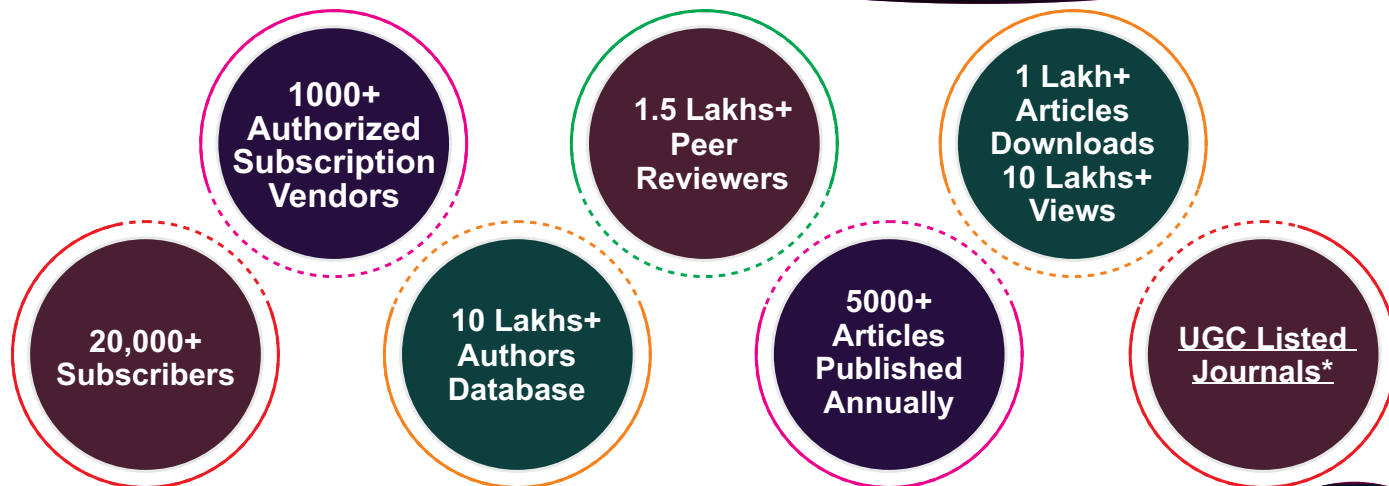 1000+
Authorized
Subscription
Vendors
1.5 Lakhs+
Peer
Reviewers
1 Lakh+
Articles
Downloads
10 Lakhs+
Views
20,000+
Subscribers
10 Lakhs+
Authors
Database
5000+
Articles
Published
Annually
UGC Listed
Journals*